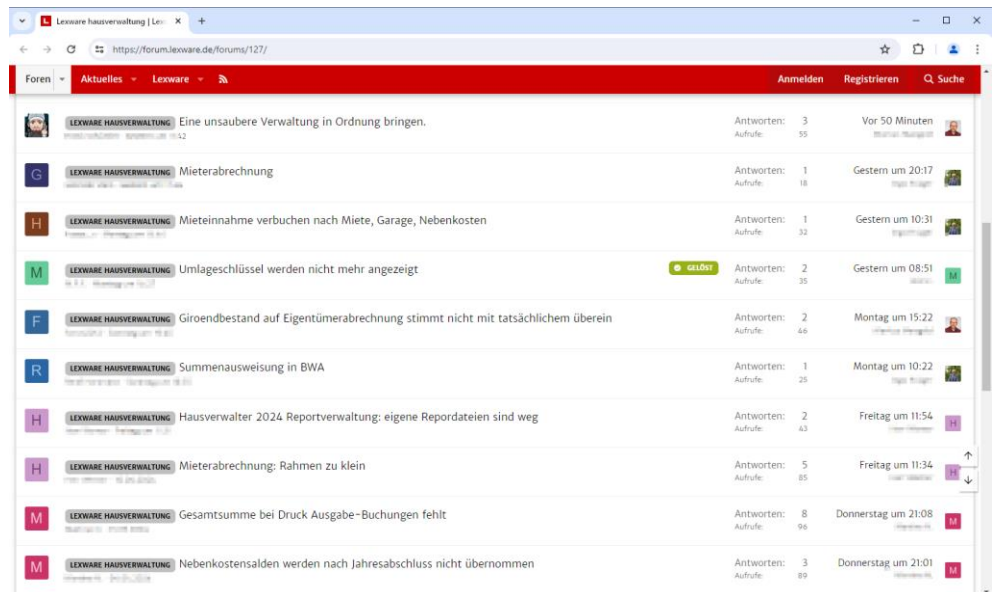 Lexware hausverwaltung | Lex
https://forum.lexware.de/forums/127/
Foren Aktuelles Lexware Anmelden Registrieren Suche
LEXWARE HAUSVERWALTUNG Eine unsaubere Verwaltung in Ordnung bringen. Antworten: 3 Vor 50 Minuten
Aufrufe: 55
G LEXWARE HAUSVERWALTUNG Mieterabrechnung Antworten: 1 Gestern um 20:17
Aufrufe: 18
H LEXWARE HAUSVERWALTUNG Mieteinnahme verbuchen nach Miete, Garage, Nebenkosten Antworten: 1 Gestern um 10:31
Aufrufe: 32
M LEXWARE HAUSVERWALTUNG Umlageschlüssel werden nicht mehr angezeigt GELÖST Antworten: 2 Gestern um 08:51
Aufrufe: 35 M
F LEXWARE HAUSVERWALTUNG Giroendbestand auf Eigentümerabrechnung stimmt nicht mit tatsächlichem überein Antworten: 2 Montag um 15:22
Aufrufe: 46
R LEXWARE HAUSVERWALTUNG Summenausweisung in BWA Antworten: 1 Montag um 10:22
Aufrufe: 25
H LEXWARE HAUSVERWALTUNG Hausverwalter 2024 Reportverwaltung: eigene Repordateien sind weg Antworten: 2 Freitag um 11:54
Aufrufe: 43 H
H LEXWARE HAUSVERWALTUNG Mieterabrechnung: Rahmen zu klein Antworten: 5 Freitag um 11:34
Aufrufe: 85 H
M LEXWARE HAUSVERWALTUNG Gesamtsumme bei Druck Ausgabe-Buchungen fehlt Antworten: 8 Donnerstag um 21:08
Aufrufe: 96 M
M LEXWARE HAUSVERWALTUNG Nebenkostensalden werden nach Jahresabschluss nicht übernommen Antworten: 3 Donnerstag um 21:01
Aufrufe: 89 M